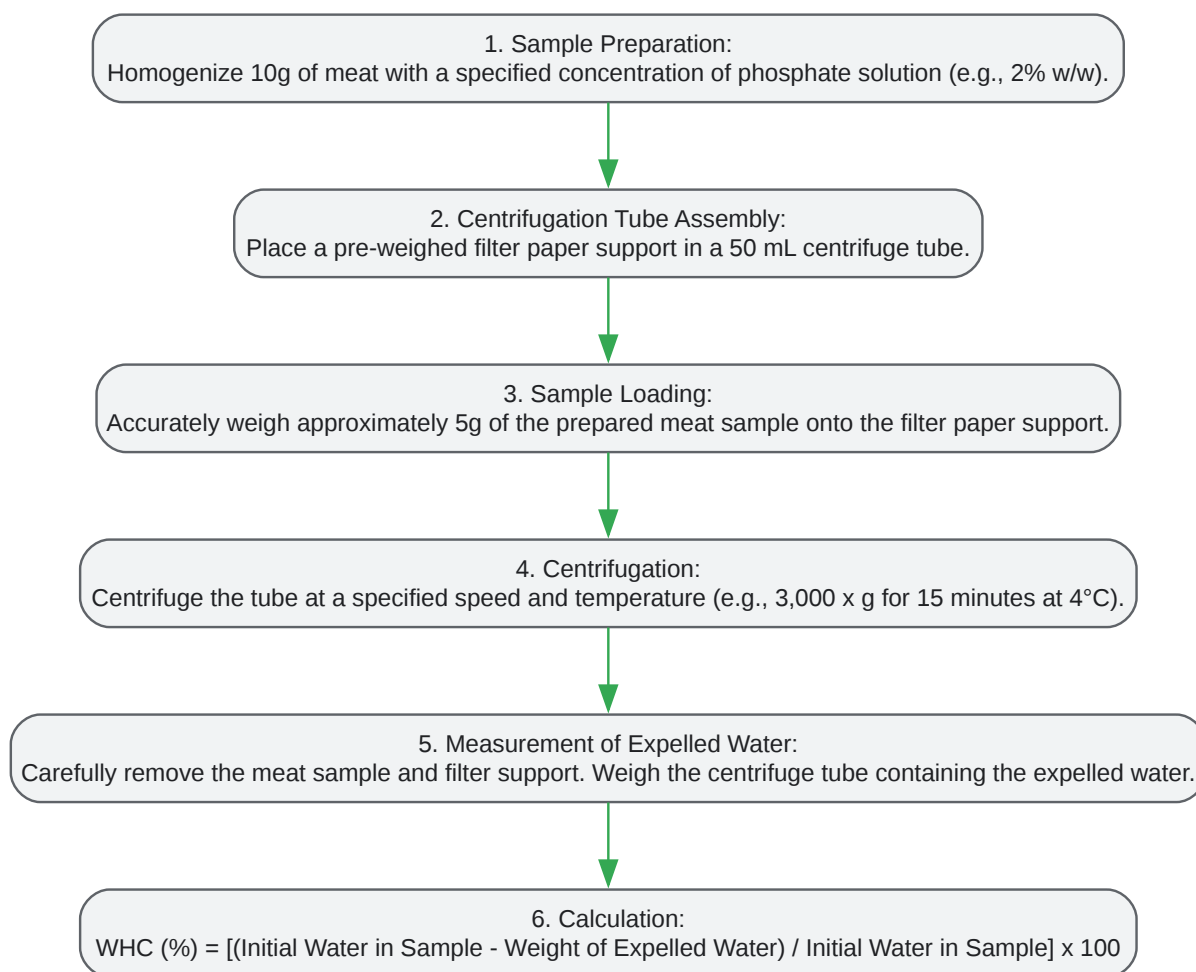 1. Sample Preparation:
Homogenize 10g of meat with a specified concentration of phosphate solution (e.g., 2% w/w).
2. Centrifugation Tube Assembly:
Place a pre-weighed filter paper support in a 50 mL centrifuge tube.
3. Sample Loading:
Accurately weigh approximately 5g of the prepared meat sample onto the filter paper support.
4. Centrifugation:
Centrifuge the tube at a specified speed and temperature (e.g., 3,000 x g for 15 minutes at 4°C).
5. Measurement of Expelled Water:
Carefully remove the meat sample and filter support. Weigh the centrifuge tube containing the expelled water.
6. Calculation:
WHC (%) = [(Initial Water in Sample - Weight of Expelled Water) / Initial Water in Sample] x 100